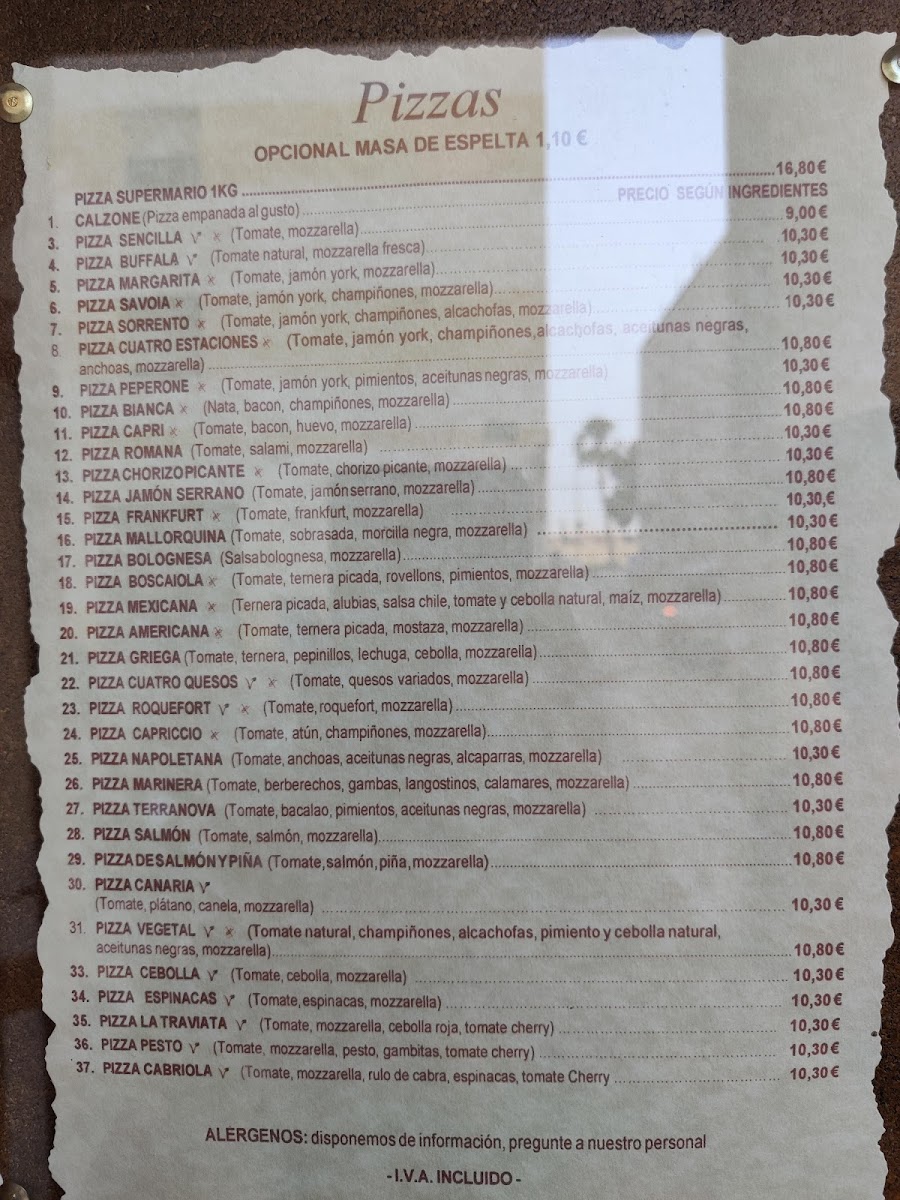 Pizzas
OPCIONAL MASA DE ESPELTA 1,10 €
PIZZA SUPERMARIO 1KG ........ 16,80 €
1. CALZONE (Pizza empanada al gusto) ........ PRECIO SEGÚN INGREDIENTES
3. PIZZA SENCILLA (Tomate, mozzarella) ........ 9,00 €
4. PIZZA BUFFALA (Tomate natural, mozzarella fresca) ........ 10,30 €
5. PIZZA MARGARITA (Tomate, jamón york, mozzarella) ........ 10,30 €
6. PIZZA SAVOIA (Tomate, jamón york, champiñones, mozzarella) ........ 10,30 €
7. PIZZA SORRENTO (Tomate, jamón york, champiñones, alcachofas, mozzarella) ........ 10,30 €
8. PIZZA CUATRO ESTACIONES (Tomate, jamón york, champiñones, alcachofas, aceitunas negras,
anchoas, mozzarella) ........ 10,80 €
9. PIZZA PEPERONE (Tomate, jamón york, pimientos, aceitunas negras, mozzarella) ........ 10,30 €
10. PIZZA BIANCA (Nata, bacon, champiñones, mozzarella) ........ 10,80 €
11. PIZZA CAPRI (Tomate, bacon, huevo, mozzarella) ........ 10,80 €
12. PIZZA ROMANA (Tomate, salami, mozzarella) ........ 10,30 €
13. PIZZA CHORIZO PICANTE (Tomate, chorizo picante, mozzarella) ........ 10,30 €
14. PIZZA JAMÓN SERRANO (Tomate, jamón serrano, mozzarella) ........ 10,80 €
15. PIZZA FRANKFURT (Tomate, frankfurt, mozzarella) ........ 10,30,€
16. PIZZA MALLORQUINA (Tomate, sobrasada, morcilla negra, mozzarella) ........ 10,30 €
17. PIZZA BOLOGNESA (Salsabolognesa, mozzarella) ........ 10,80 €
18. PIZZA BOSCAIOLA (Tomate, ternera picada, rovellons, pimientos, mozzarella) ........ 10,80 €
19. PIZZA MEXICANA (Ternera picada, alubias, salsa chile, tomate y cebolla natural, maíz, mozzarella) ........ 10,80 €
20. PIZZA AMERICANA (Tomate, ternera picada, mostaza, mozzarella) ........ 10,80 €
21. PIZZA GRIEGA (Tomate, ternera, pepinillos, lechuga, cebolla, mozzarella) ........ 10,80 €
22. PIZZA CUATRO QUESOS (Tomate, quesos variados, mozzarella) ........ 10,80 €
23. PIZZA ROQUEFORT (Tomate, roquefort, mozzarella) ........ 10,80 €
24. PIZZA CAPRICCIO (Tomate, atún, champiñones, mozzarella) ........ 10,80 €
25. PIZZA NAPOLETANA (Tomate, anchoas, aceitunas negras, alcaparras, mozzarella) ........ 10,30 €
26. PIZZA MARINERA (Tomate, berberechos, gambas, langostinos, calamares, mozzarella) ........ 10,80 €
27. PIZZA TERRANOVA (Tomate, bacalao, pimientos, aceitunas negras, mozzarella) ........ 10,30 €
28. PIZZA SALMÓN (Tomate, salmón, mozzarella) ........ 10,80 €
29. PIZZA DE SALMÓN Y PIÑA (Tomate, salmón, piña, mozzarella) ........ 10,80 €
30. PIZZA CANARIA
(Tomate, plátano, canela, mozzarella) ........ 10,30 €
31. PIZZA VEGETAL (Tomate natural, champiñones, alcachofas, pimiento y cebolla natural,
aceitunas negras, mozzarella) ........ 10,80 €
33. PIZZA CEBOLLA (Tomate, cebolla, mozzarella) ........ 10,30 €
34. PIZZA ESPINACAS (Tomate, espinacas, mozzarella) ........ 10,30 €
35. PIZZA LA TRAVIATA (Tomate, mozzarella, cebolla roja, tomate cherry) ........ 10,30 €
36. PIZZA PESTO (Tomate, mozzarella, pesto, gambitas, tomate cherry) ........ 10,30 €
37. PIZZA CABRIOLA (Tomate, mozzarella, rulo de cabra, espinacas, tomate Cherry ........ 10,30 €
ALÉRGENOS: disponemos de información, pregunte a nuestro personal
- I.V.A. INCLUIDO -